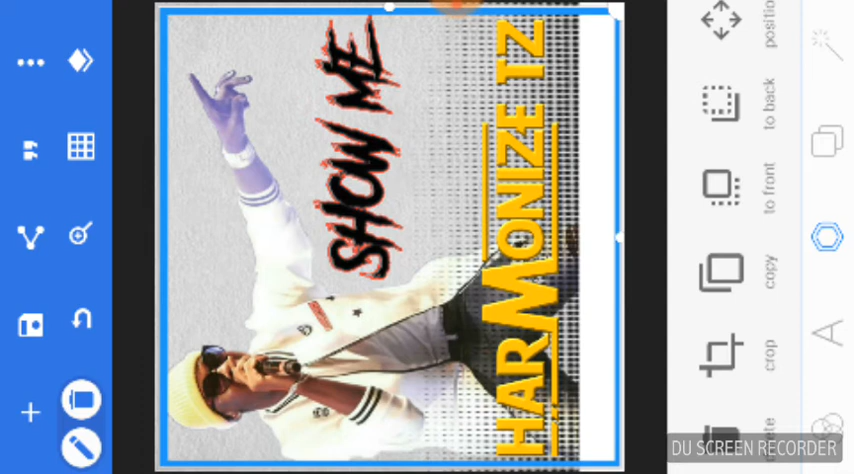 SHOW ME
HARMONIZE TZ
position
to back
to front
copy
crop
DU SCREEN RECORDER